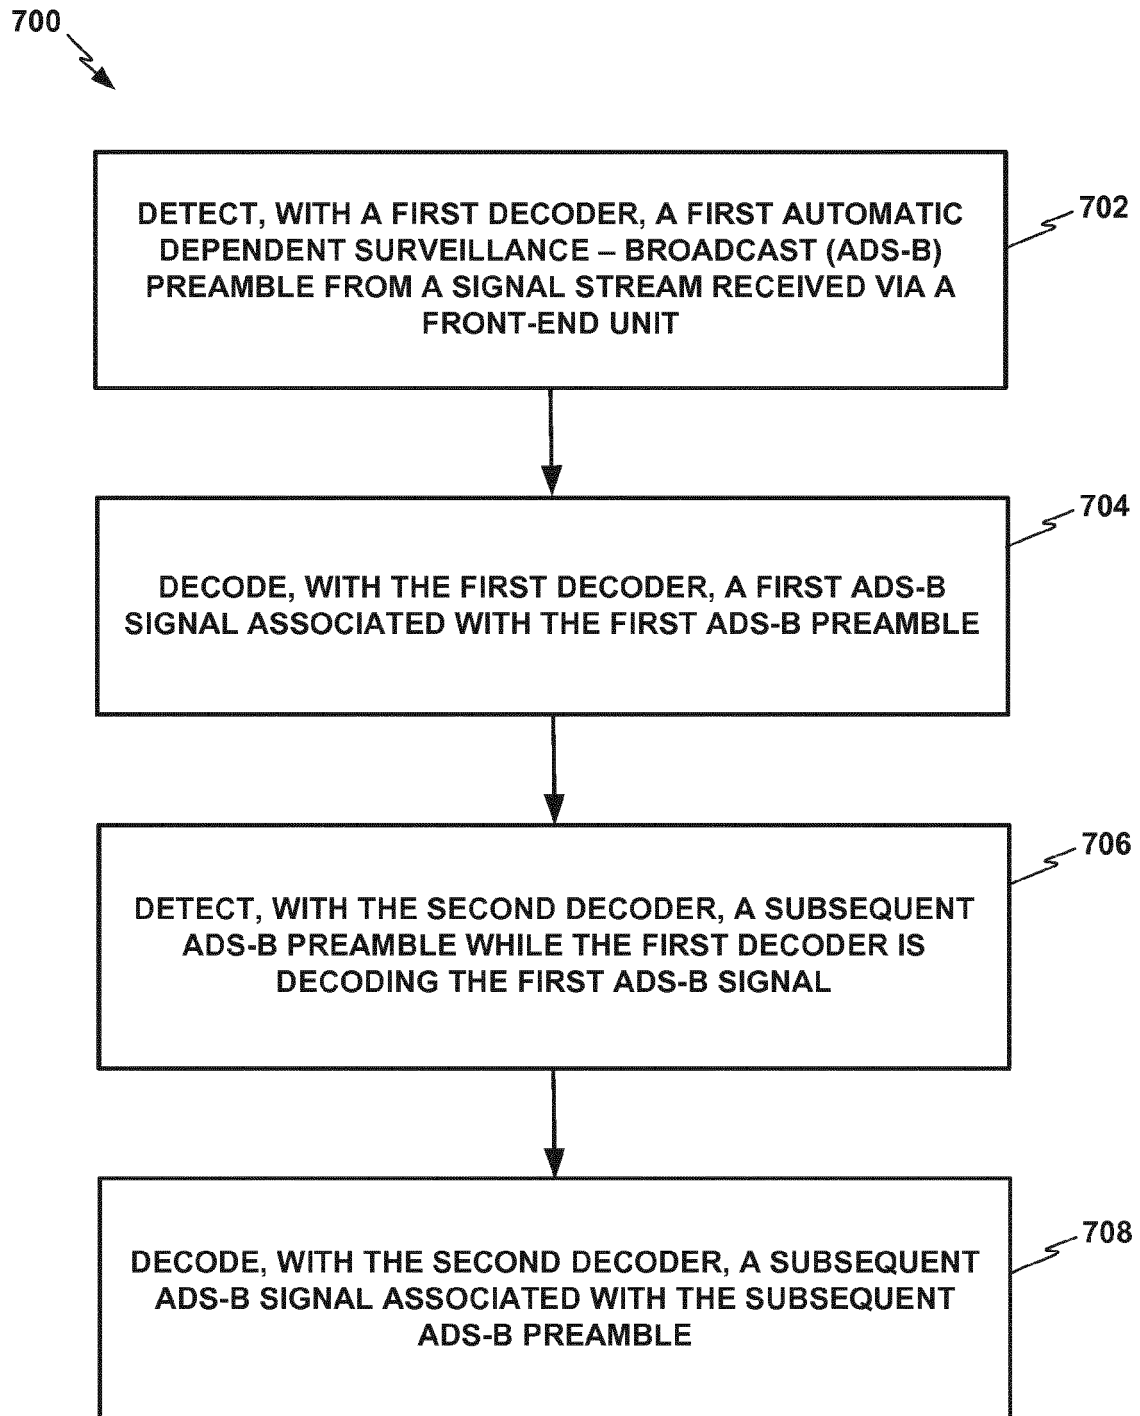 700
DETECT, WITH A FIRST DECODER, A FIRST AUTOMATIC
DEPENDENT SURVEILLANCE – BROADCAST (ADS-B)
PREAMBLE FROM A SIGNAL STREAM RECEIVED VIA A
FRONT-END UNIT
702
DECODE, WITH THE FIRST DECODER, A FIRST ADS-B
SIGNAL ASSOCIATED WITH THE FIRST ADS-B PREAMBLE
704
DETECT, WITH THE SECOND DECODER, A SUBSEQUENT
ADS-B PREAMBLE WHILE THE FIRST DECODER IS
DECODING THE FIRST ADS-B SIGNAL
706
DECODE, WITH THE SECOND DECODER, A SUBSEQUENT
ADS-B SIGNAL ASSOCIATED WITH THE SUBSEQUENT
ADS-B PREAMBLE
708